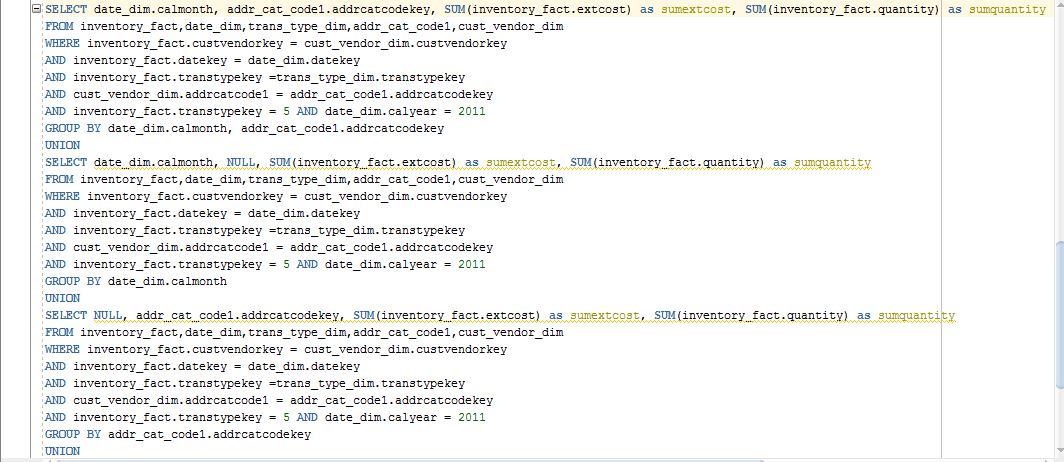 SELECT date_dim.calmonth, addr_cat_code1.addrcatcodekey, SUM(inventory_fact.extcost) as sumextcost, SUM(inventory_fact.quantity) as sumquantity
FROM inventory_fact,date_dim,trans_type_dim,addr_cat_code1,cust_vendor_dim
WHERE inventory_fact.custvendorkey = cust_vendor_dim.custvendorkey
AND inventory_fact.datekey = date_dim.datekey
AND inventory_fact.transtypekey =trans_type_dim.transtypekey
AND cust_vendor_dim.addrcatcode1 = addr_cat_code1.addrcatcodekey
AND inventory_fact.transtypekey = 5 AND date_dim.calyear = 2011
GROUP BY date_dim.calmonth, addr_cat_code1.addrcatcodekey
UNION
SELECT date_dim.calmonth, NULL, SUM(inventory_fact.extcost) as sumextcost, SUM(inventory_fact.quantity) as sumquantity
FROM inventory_fact,date_dim,trans_type_dim,addr_cat_code1,cust_vendor_dim
WHERE inventory_fact.custvendorkey = cust_vendor_dim.custvendorkey
AND inventory_fact.datekey = date_dim.datekey
AND inventory_fact.transtypekey =trans_type_dim.transtypekey
AND cust_vendor_dim.addrcatcode1 = addr_cat_code1.addrcatcodekey
AND inventory_fact.transtypekey = 5 AND date_dim.calyear = 2011
GROUP BY date_dim.calmonth
UNION
SELECT NULL, addr_cat_code1.addrcatcodekey, SUM(inventory_fact.extcost) as sumextcost, SUM(inventory_fact.quantity) as sumquantity
FROM inventory_fact,date_dim,trans_type_dim,addr_cat_code1,cust_vendor_dim
WHERE inventory_fact.custvendorkey = cust_vendor_dim.custvendorkey
AND inventory_fact.datekey = date_dim.datekey
AND inventory_fact.transtypekey =trans_type_dim.transtypekey
AND cust_vendor_dim.addrcatcode1 = addr_cat_code1.addrcatcodekey
AND inventory_fact.transtypekey = 5 AND date_dim.calyear = 2011
GROUP BY addr_cat_code1.addrcatcodekey
UNION